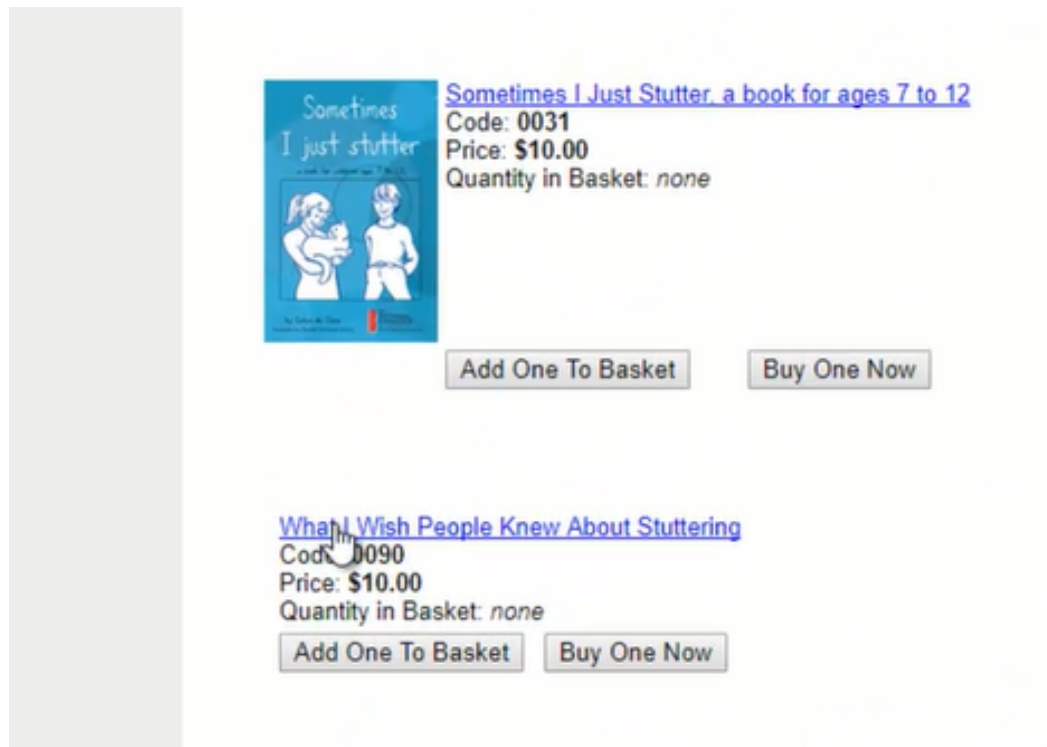 Sometimes
I just stutter
Sometimes I Just Stutter, a book for ages 7 to 12
Code: 0031
Price: $10.00
Quantity in Basket: none
Add One To Basket
Buy One Now
What I Wish People Knew About Stuttering
Code: 0090
Price: $10.00
Quantity in Basket: none
Add One To Basket
Buy One Now